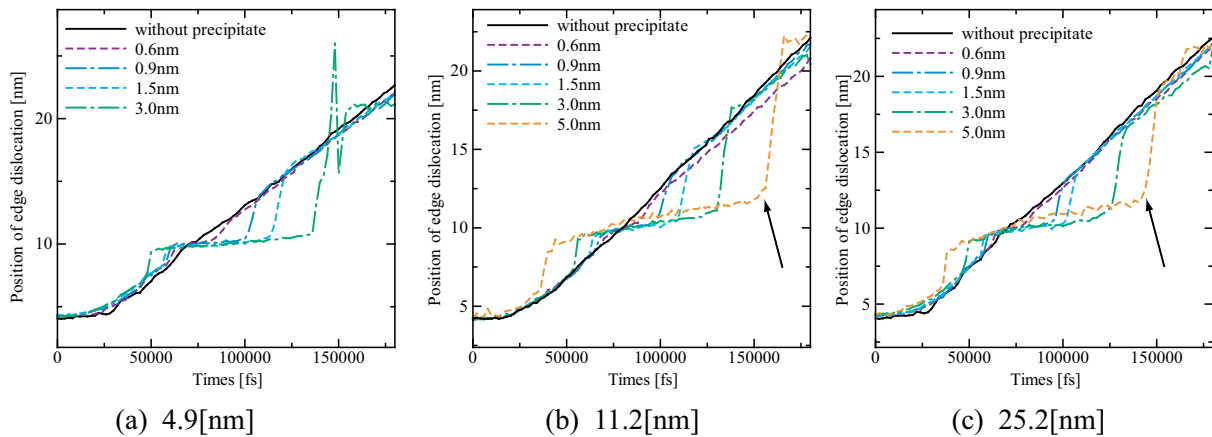 Position of edge dislocation [nm]
without precipitate
0.6nm
0.9nm
1.5nm
3.0nm
20
10
0 50000 100000 150000
Times [fs]
(a) 4.9[nm]
Position of edge dislocation [nm]
without precipitate
0.6nm
0.9nm
1.5nm
3.0nm
5.0nm
20
15
10
5
0 50000 100000 150000
Times [fs]
(b) 11.2[nm]
Position of edge dislocation [nm]
without precipitate
0.6nm
0.9nm
1.5nm
3.0nm
5.0nm
20
15
10
5
0 50000 100000 150000
Times [fs]
(c) 25.2[nm]